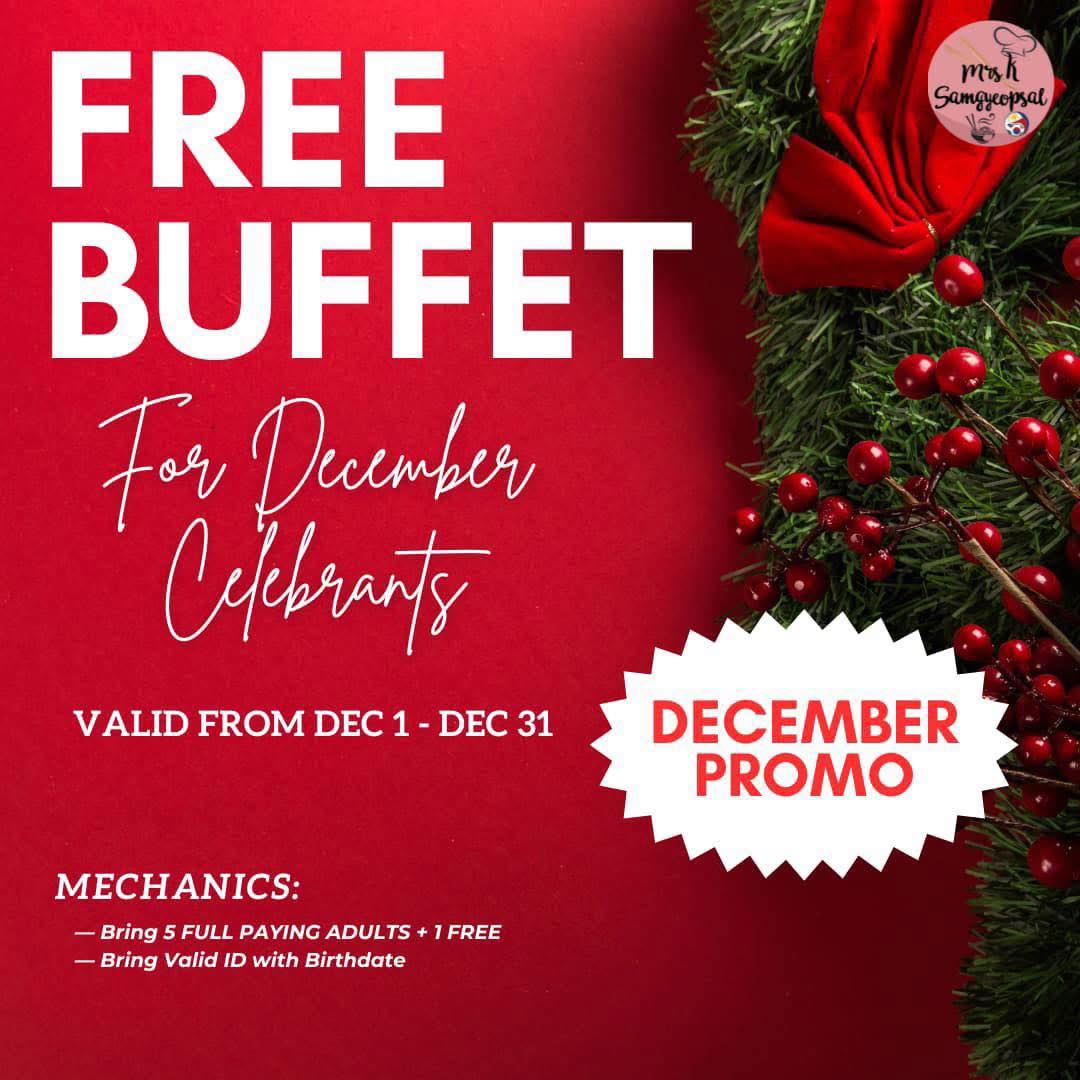 FREE
BUFFET
Mrs K
Samgyeopsal
For December
Celebrants
VALID FROM DEC 1 - DEC 31
DECEMBER
PROMO
MECHANICS:
— Bring 5 FULL PAYING ADULTS + 1 FREE
— Bring Valid ID with Birthdate